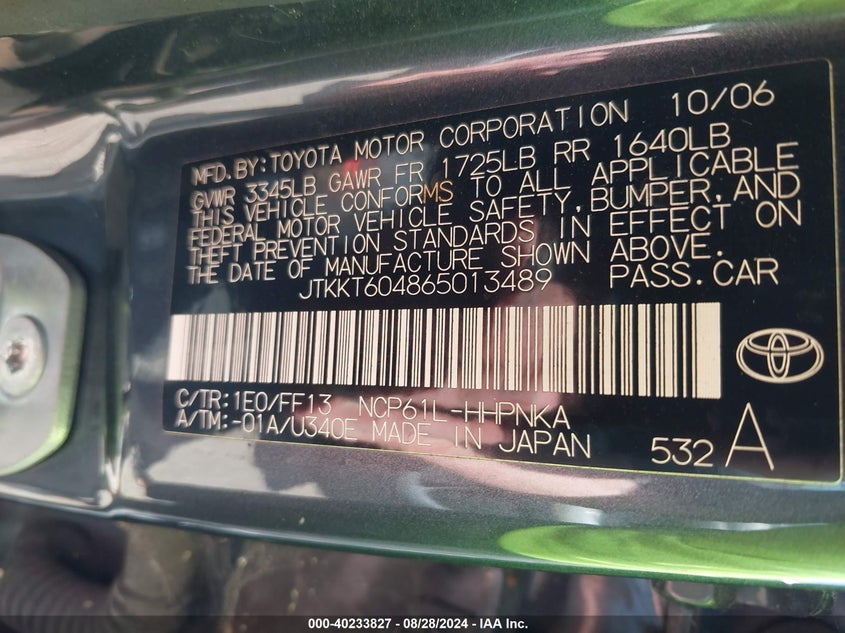 MFD.BY:TOYOTA MOTOR CORPORATION 10/06
GVWR 3345LB GAWR FR 1725LB RR 1640LB
THIS VEHICLE CONFORMS TO ALL APPLICABLE
FEDERAL MOTOR VEHICLE SAFETY,BUMPER,AND
THEFT PREVENTION STANDARDS IN EFFECT ON
THE DATE OF MANUFACTURE SHOWN ABOVE.
JTKKT604865013489 PASS.CAR
C/TR:1E0/FF13 NCP61L-HHPNKA
A/TM:-01A/U340E MADE IN JAPAN
532 A
000-40233827 - 08/28/2024 - IAA Inc.